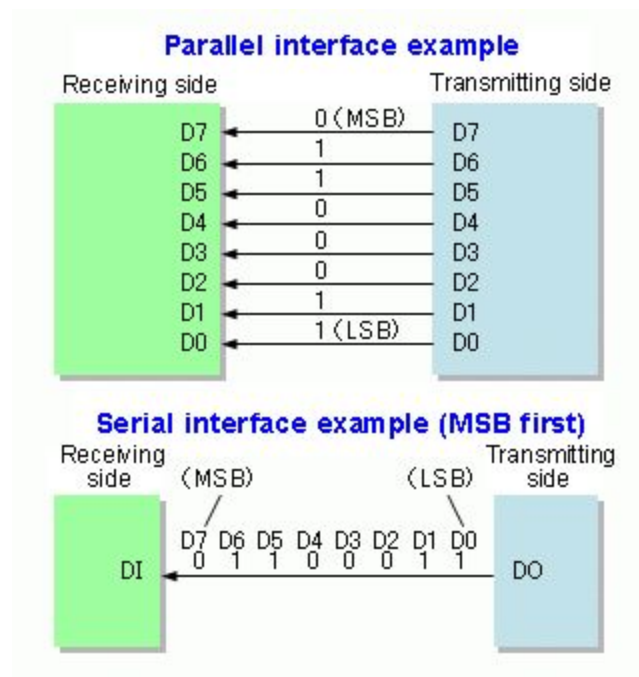 Parallel interface example
Receiving side Transmitting side
D7 0(MSB) D7
D6 1 D6
D5 1 D5
D4 0 D4
D3 0 D3
D2 0 D2
D1 1 D1
D0 1(LSB) D0
Serial interface example (MSB first)
Receiving side (MSB) (LSB) Transmitting side
D7 D6 D5 D4 D3 D2 D1 D0
0 1 1 0 0 0 1 1
DI DO